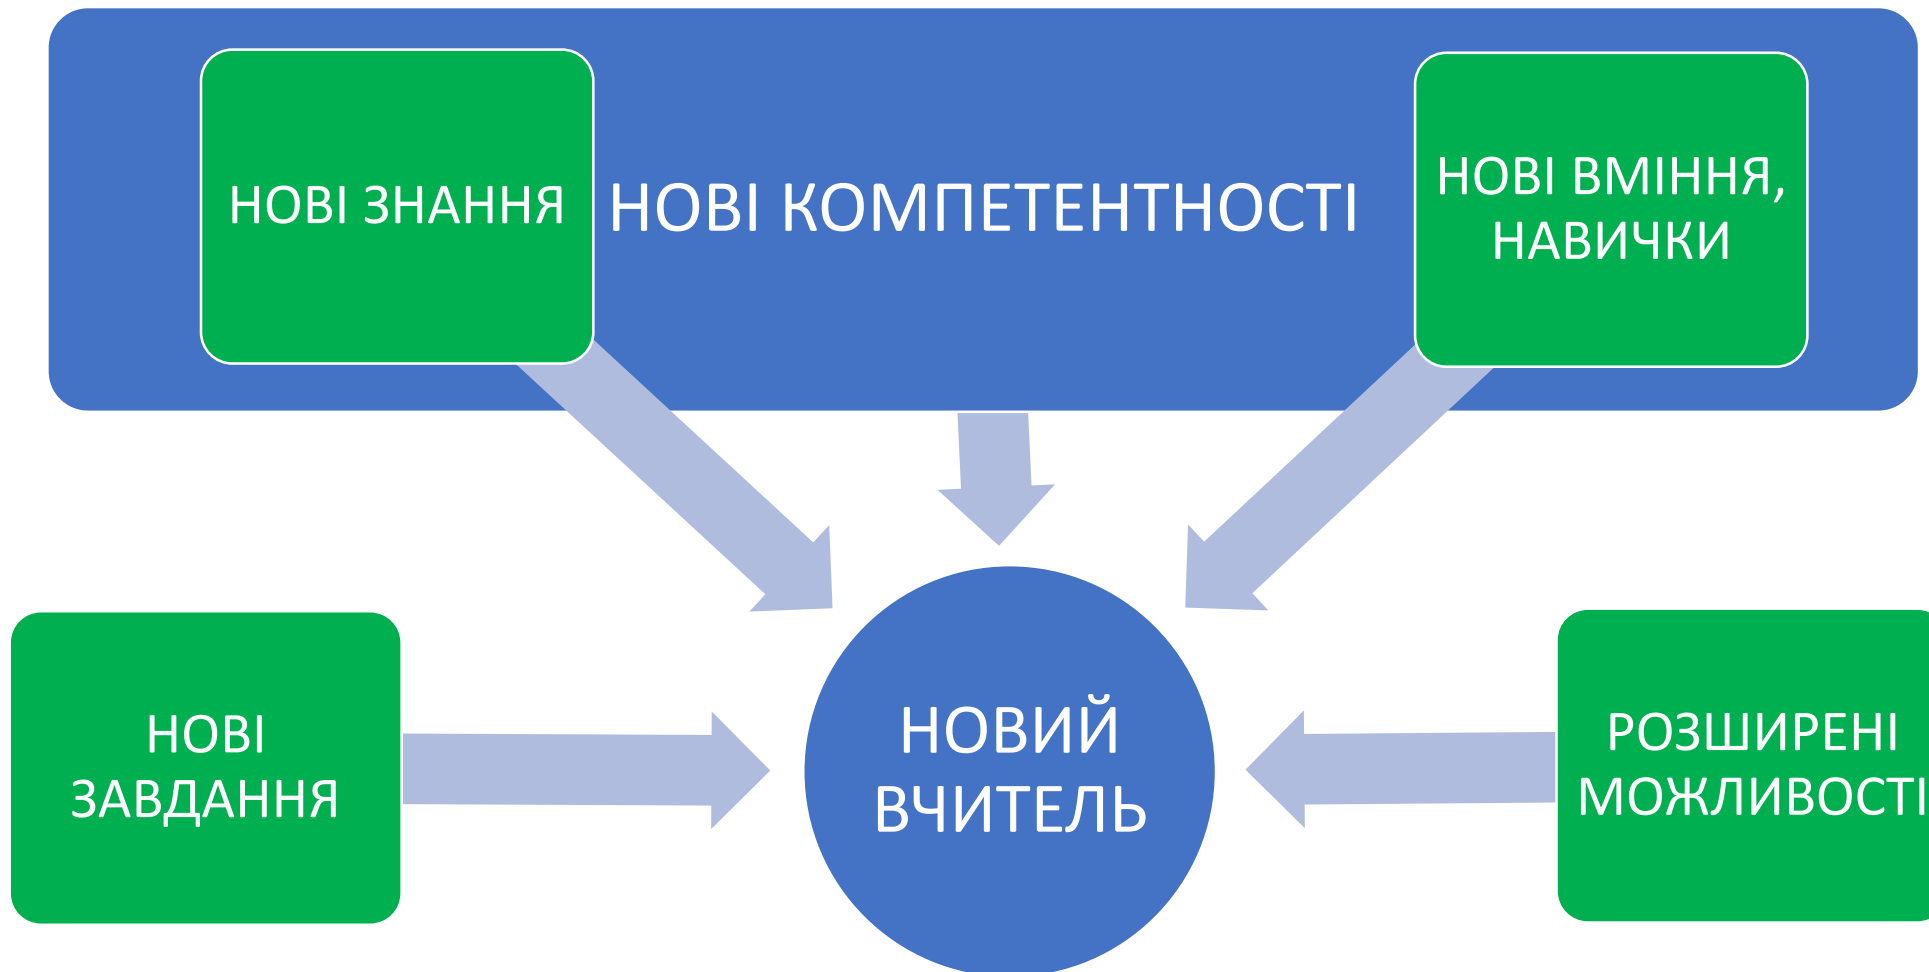 НОВІ ЗНАННЯ
НОВІ КОМПЕТЕНТНОСТІ
НОВІ ВМІННЯ,
НАВИЧКИ
НОВІ
ЗАВДАННЯ
НОВИЙ
ВЧИТЕЛЬ
РОЗШИРЕНІ
МОЖЛИВОСТІ